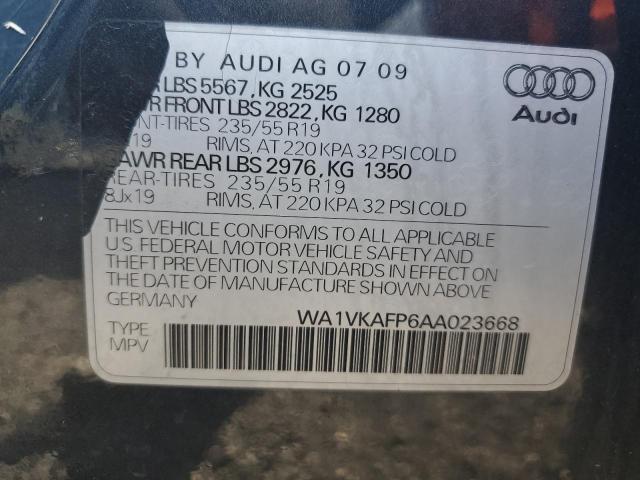 BY AUDI AG 07 09
LBS 5567, KG 2525
FRONT LBS 2822, KG 1280
NT-TIRES 235/55 R19
19 RIMS, AT 220 KPA 32 PSI COLD
AWR REAR LBS 2976, KG 1350
REAR-TIRES 235/55 R19
8Jx19 RIMS, AT 220 KPA 32 PSI COLD
THIS VEHICLE CONFORMS TO ALL APPLICABLE
U.S. FEDERAL MOTOR VEHICLE SAFETY AND
THEFT PREVENTION STANDARDS IN EFFECT ON
THE DATE OF MANUFACTURE SHOWN ABOVE
GERMANY
WA1VKAFP6AA023668
TYPE
MPV
Audi